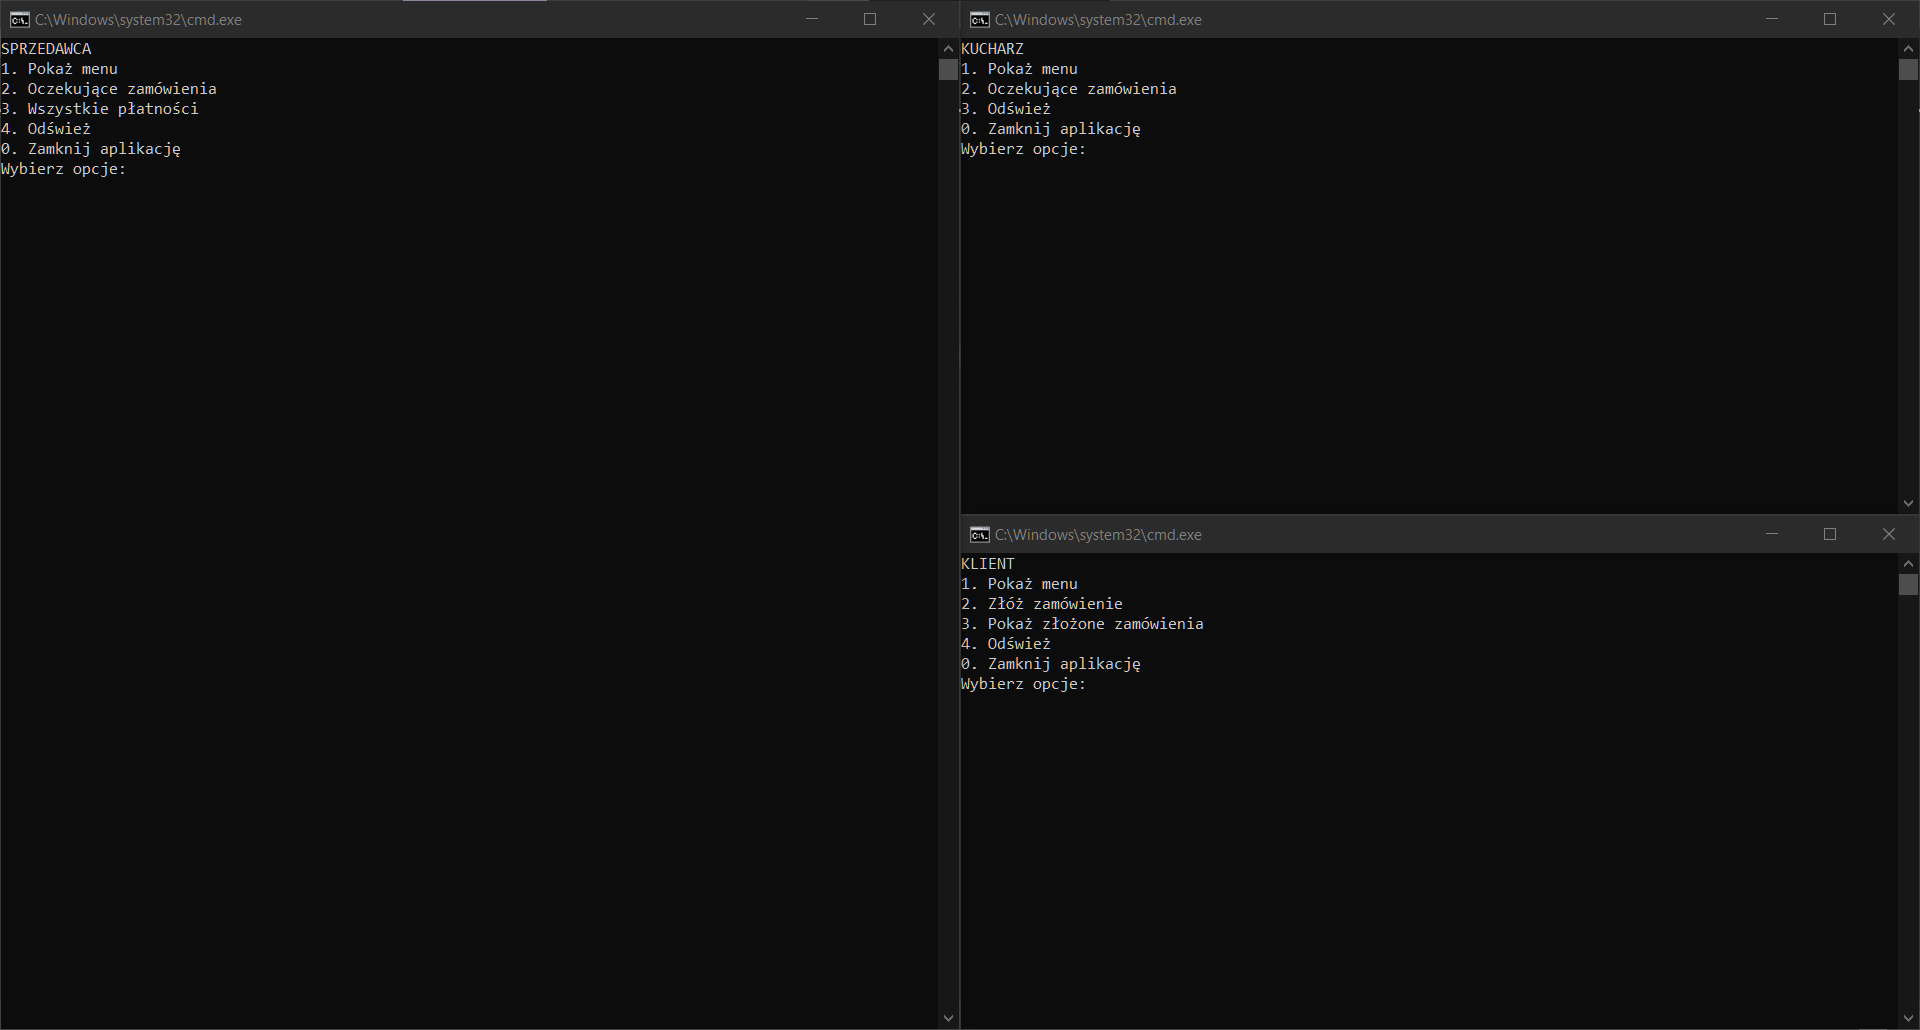 C:\Windows\system32\cmd.exe
SPRZEDAWCA
1. Pokaż menu
2. Oczekujące zamówienia
3. Wszystkie płatności
4. Odśwież
0. Zamknij aplikację
Wybierz opcje:
C:\Windows\system32\cmd.exe
KUCHARZ
1. Pokaż menu
2. Oczekujące zamówienia
3. Odśwież
0. Zamknij aplikację
Wybierz opcje:
C:\Windows\system32\cmd.exe
KLIENT
1. Pokaż menu
2. Złóż zamówienie
3. Pokaż złożone zamówienia
4. Odśwież
0. Zamknij aplikację
Wybierz opcje: